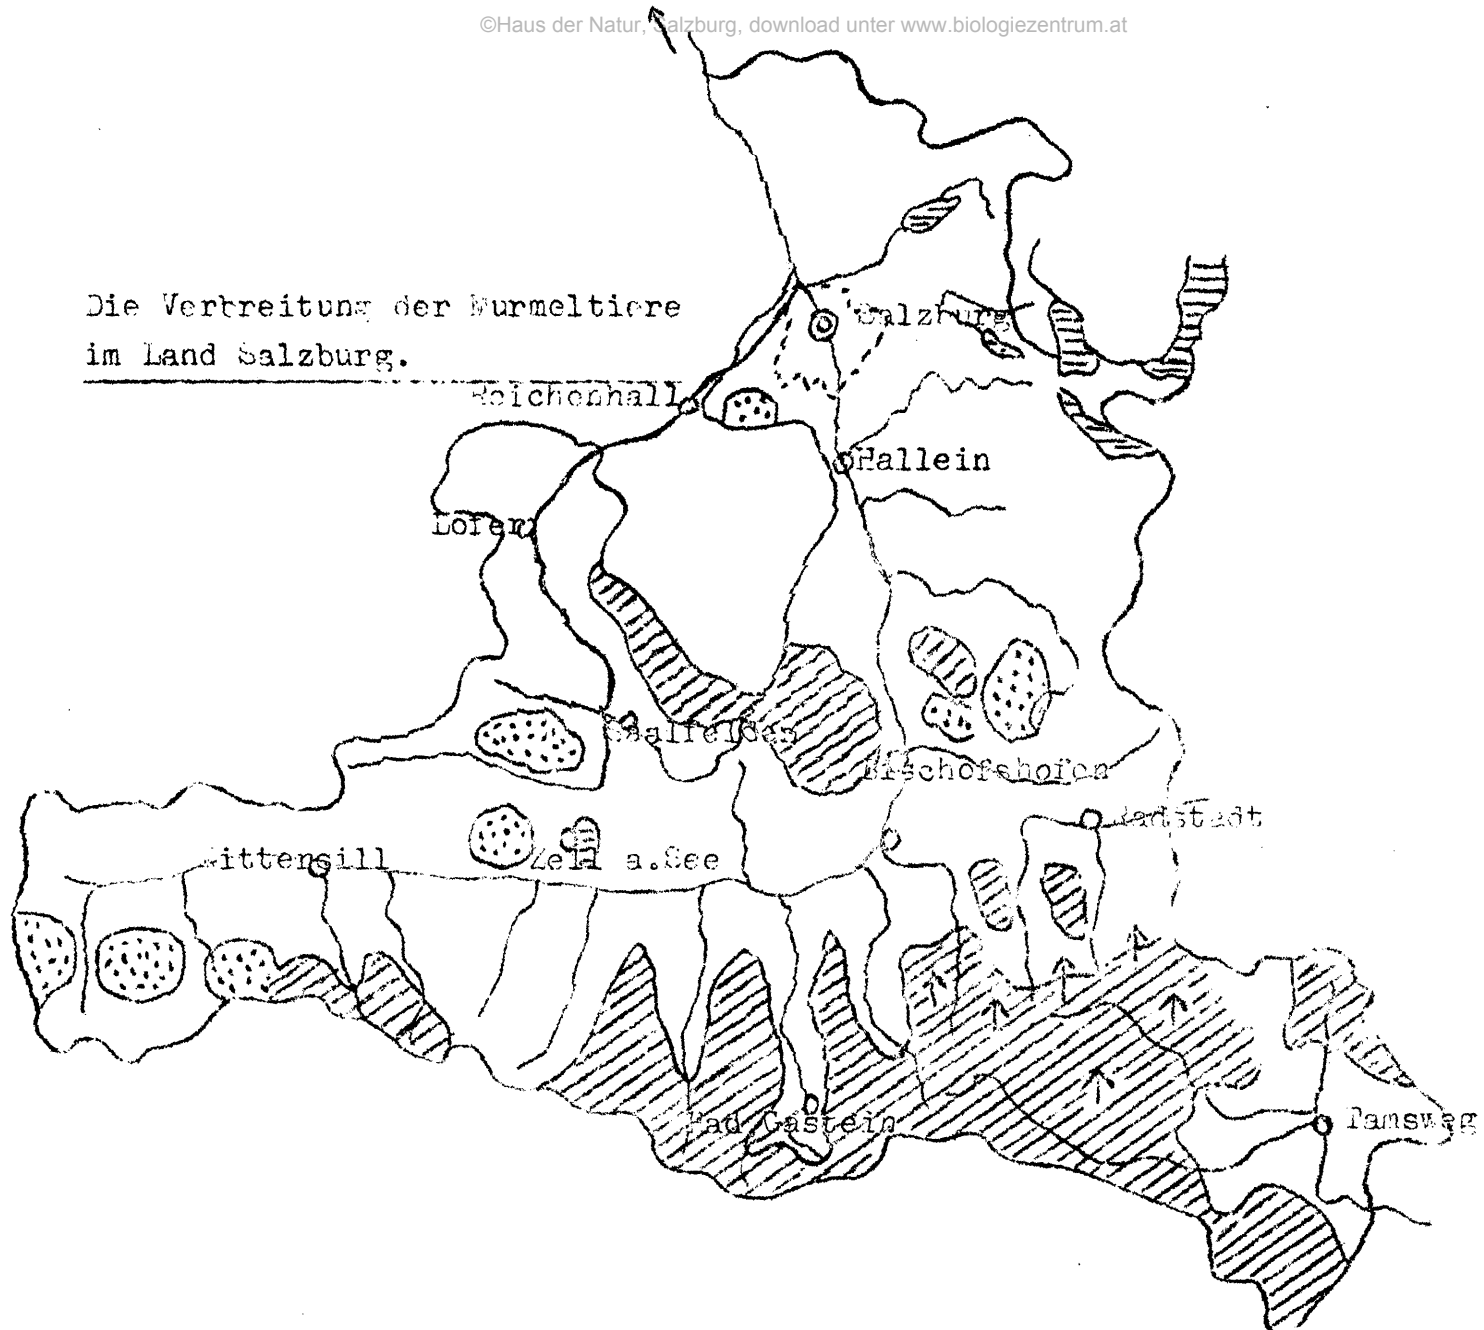 ©Haus der Natur, Salzburg, download unter www.biologiezentrum.at
Die Verbreitung der Murmeltiere
im Land Salzburg.
Salzburg
Reichenhall
Hallein
Lofer
Saalfelden
Bischofshofen
Radstadt
Mittersill
Zell a.See
Bad Gastein
Tamsweg